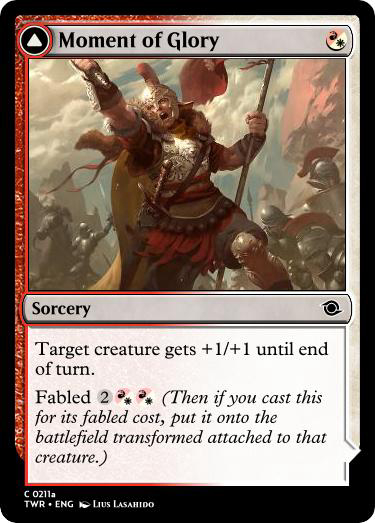 Moment of Glory
Sorcery
Target creature gets +1/+1 until end
of turn.
Fabled 2 (Then if you cast this
for its fabled cost, put it onto the
battlefield transformed attached to that
creature.)
C 0211a
TWR • ENG Lius Lasahido